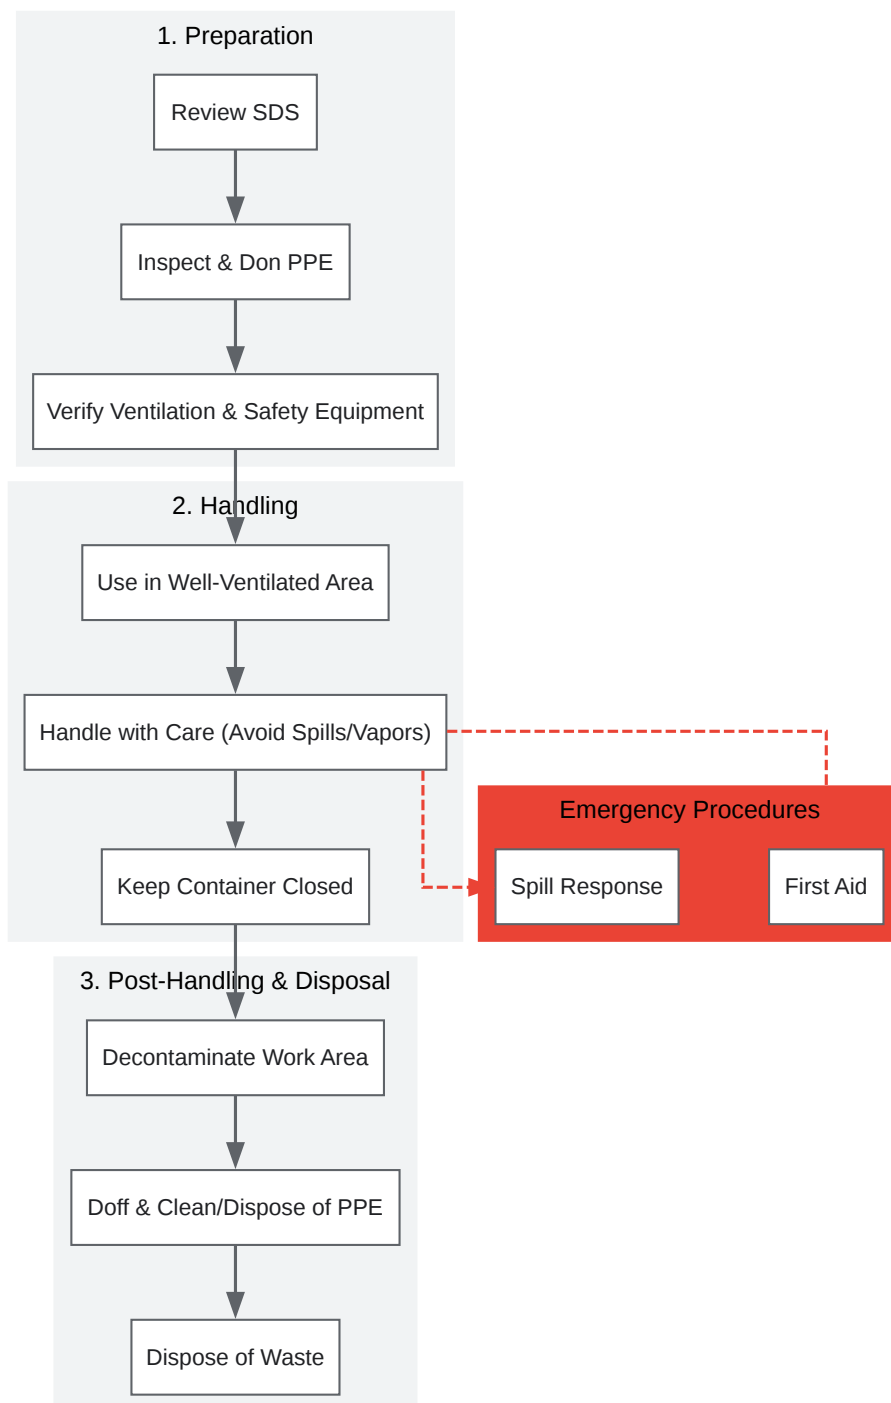 1. Preparation
Review SDS
Inspect & Don PPE
Verify Ventilation & Safety Equipment
2. Handling
Use in Well-Ventilated Area
Handle with Care (Avoid Spills/Vapors)
Emergency Procedures
Keep Container Closed
Spill Response
First Aid
3. Post-Handling & Disposal
Decontaminate Work Area
Doff & Clean/Dispose of PPE
Dispose of Waste